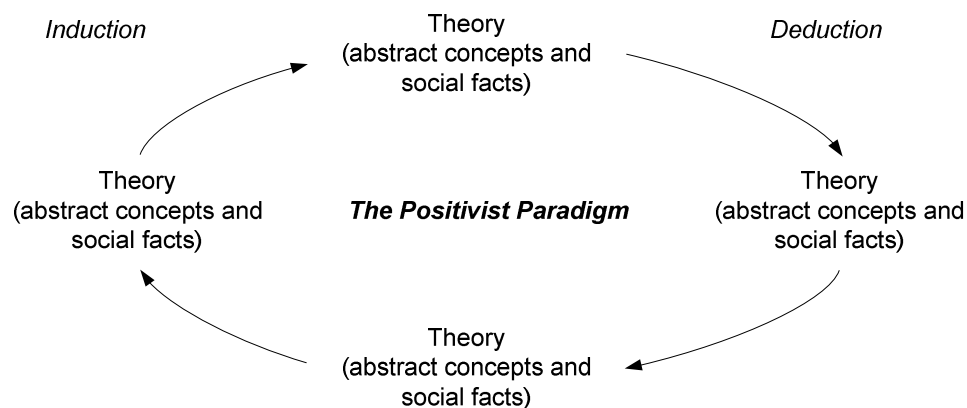 Induction
Theory
(abstract concepts and
social facts)
Deduction
Theory
(abstract concepts and
social facts)
The Positivist Paradigm
Theory
(abstract concepts and
social facts)
Theory
(abstract concepts and
social facts)